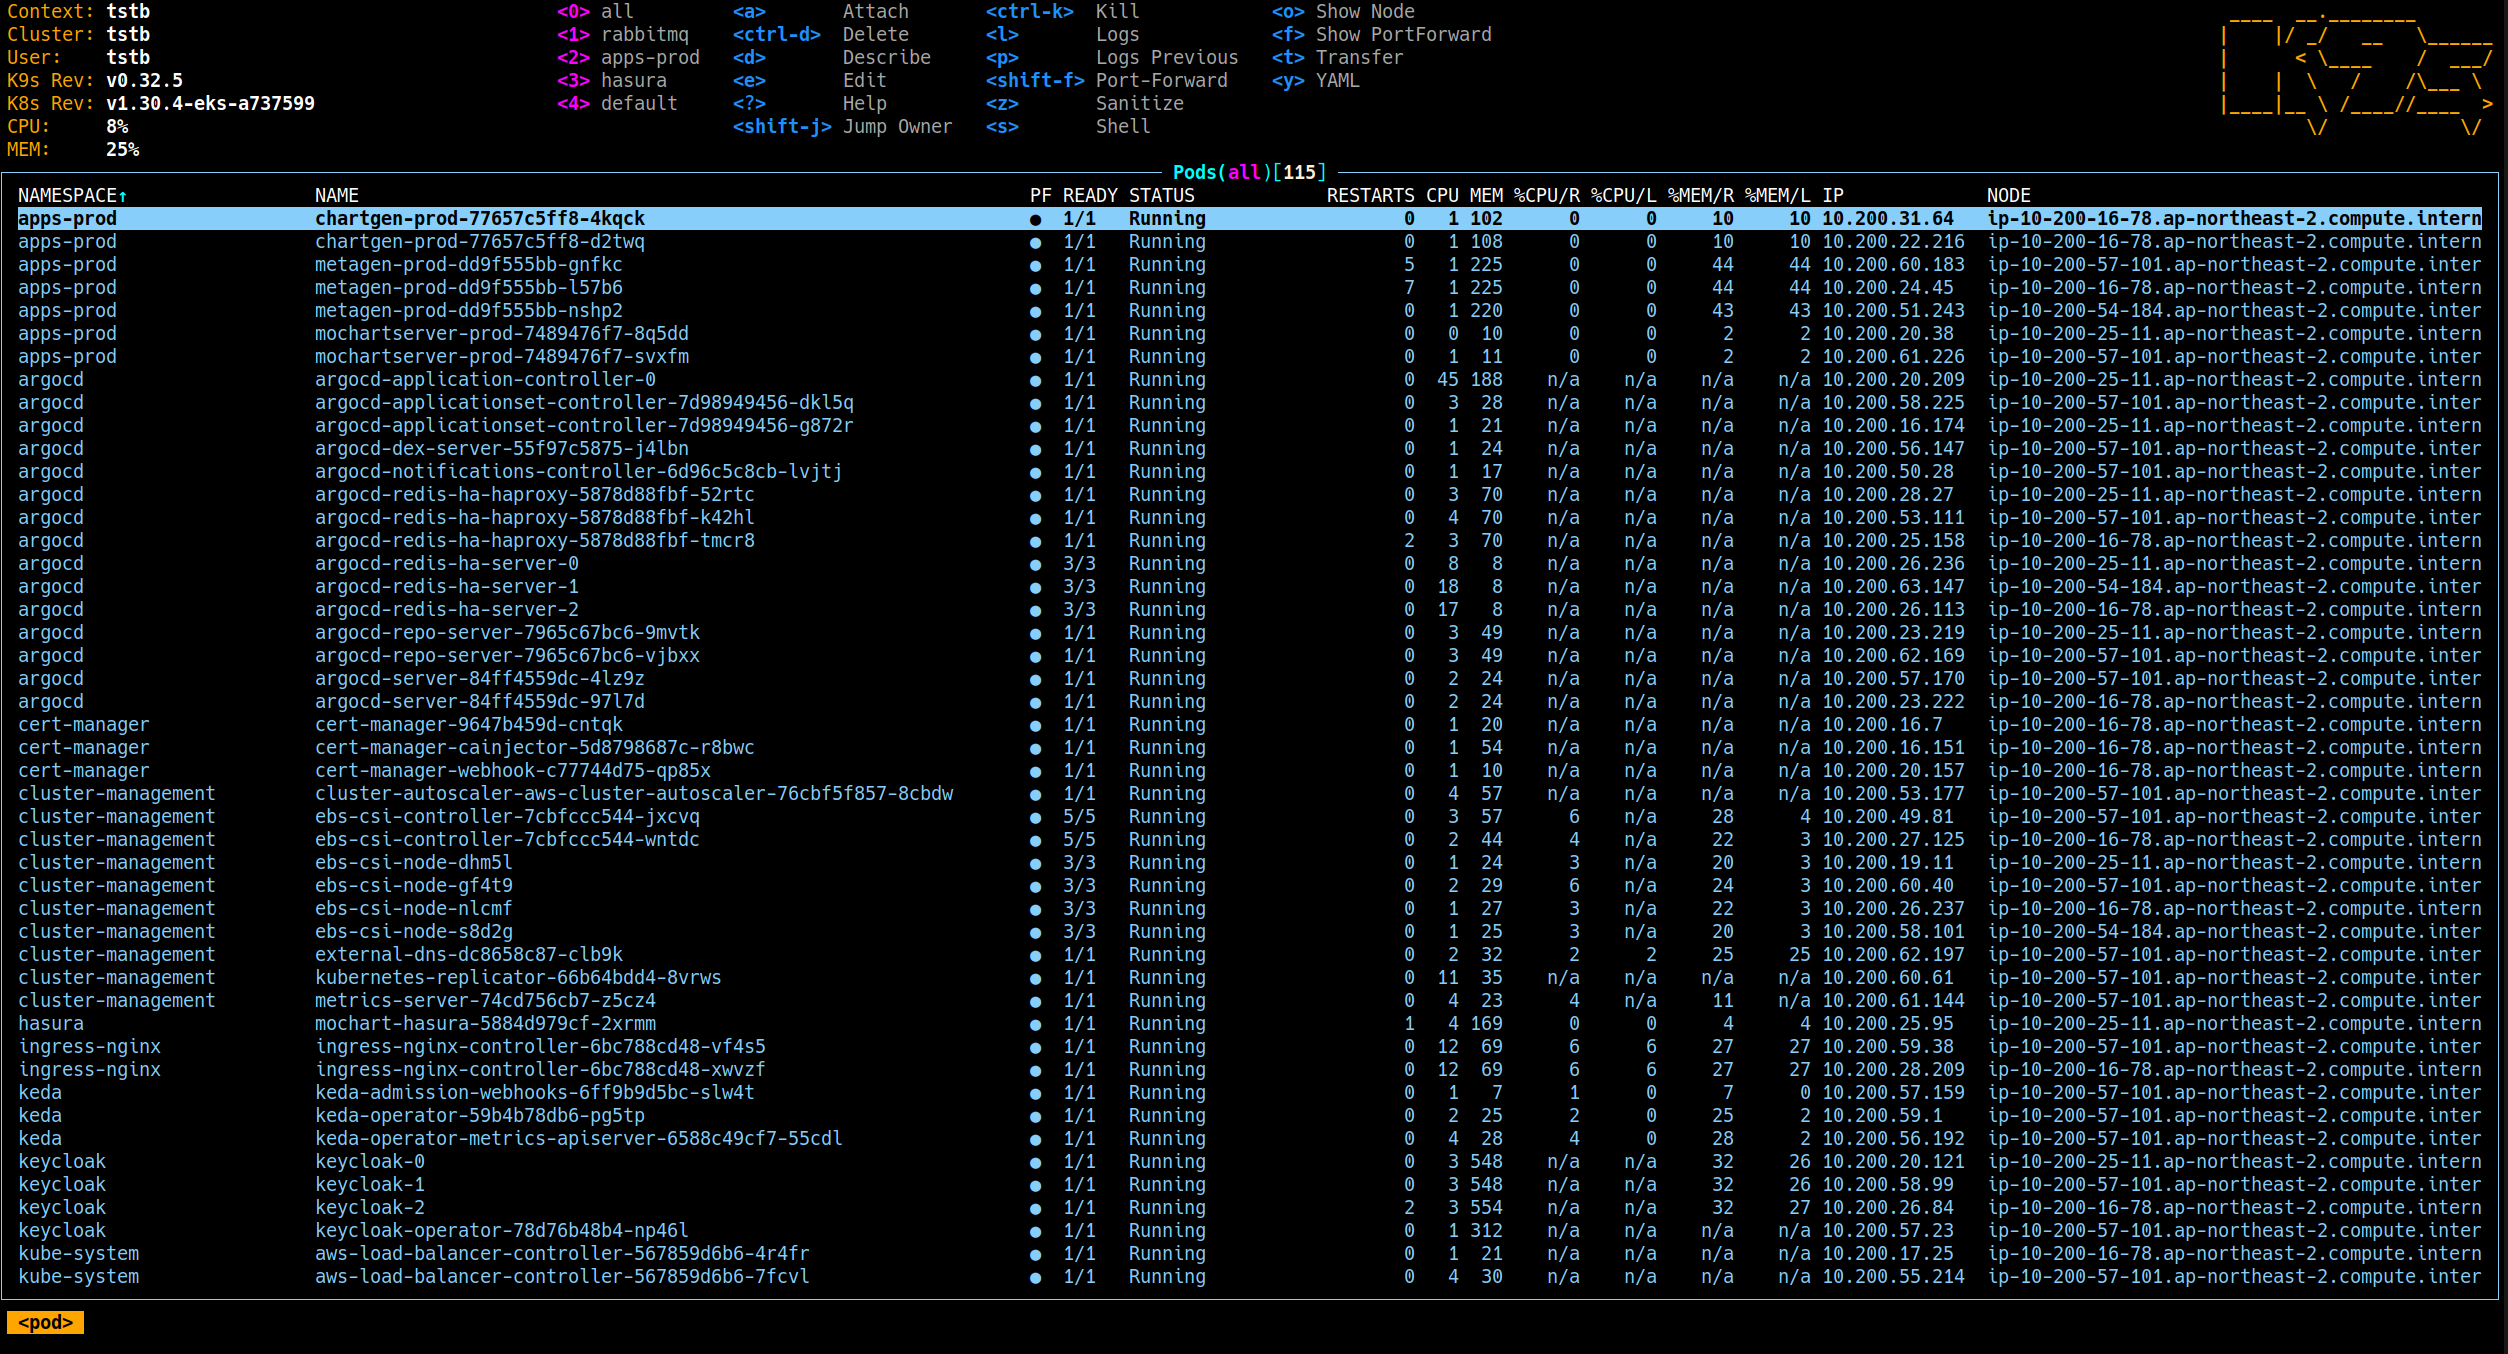 Context: tstb <0> all <a> Attach <ctrl-k> Kill <o> Show Node
Cluster: tstb <1> rabbitmq <ctrl-d> Delete <l> Logs <f> Show PortForward
User: tstb <2> apps-prod <d> Describe <p> Logs Previous <t> Transfer
K9s Rev: v0.32.5 <3> hasura <e> Edit <shift-f> Port-Forward <y> YAML
K8s Rev: v1.30.4-eks-a737599 <4> default <?> Help <z> Sanitize
CPU: 8% <shift-j> Jump Owner <s> Shell
MEM: 25%
Pods(all)[115]
NAMESPACE↑ NAME PF READY STATUS RESTARTS CPU MEM %CPU/R %CPU/L %MEM/R %MEM/L IP NODE
apps-prod chartgen-prod-77657c5ff8-4kqck ● 1/1 Running 0 1 102 0 0 10 10 10.200.31.64 ip-10-200-16-78.ap-northeast-2.compute.intern
apps-prod chartgen-prod-77657c5ff8-d2twq ● 1/1 Running 0 1 108 0 0 10 10 10.200.22.216 ip-10-200-16-78.ap-northeast-2.compute.intern
apps-prod metagen-prod-dd9f555bb-gnfkc ● 1/1 Running 5 1 225 0 0 44 44 10.200.60.183 ip-10-200-57-101.ap-northeast-2.compute.inter
apps-prod metagen-prod-dd9f555bb-l57b6 ● 1/1 Running 7 1 225 0 0 44 44 10.200.24.45 ip-10-200-16-78.ap-northeast-2.compute.intern
apps-prod metagen-prod-dd9f555bb-nshp2 ● 1/1 Running 0 1 220 0 0 43 43 10.200.51.243 ip-10-200-54-184.ap-northeast-2.compute.inter
apps-prod mochartserver-prod-7489476f7-8q5dd ● 1/1 Running 0 0 10 0 0 2 2 10.200.20.38 ip-10-200-25-11.ap-northeast-2.compute.intern
apps-prod mochartserver-prod-7489476f7-svxfm ● 1/1 Running 0 1 11 0 0 2 2 10.200.61.226 ip-10-200-57-101.ap-northeast-2.compute.inter
argocd argocd-application-controller-0 ● 1/1 Running 0 45 188 n/a n/a n/a n/a 10.200.20.209 ip-10-200-25-11.ap-northeast-2.compute.intern
argocd argocd-applicationset-controller-7d98949456-dkl5q ● 1/1 Running 0 3 28 n/a n/a n/a n/a 10.200.58.225 ip-10-200-57-101.ap-northeast-2.compute.inter
argocd argocd-applicationset-controller-7d98949456-g872r ● 1/1 Running 0 1 21 n/a n/a n/a n/a 10.200.16.174 ip-10-200-25-11.ap-northeast-2.compute.intern
argocd argocd-dex-server-55f97c5875-j4lbn ● 1/1 Running 0 1 24 n/a n/a n/a n/a 10.200.56.147 ip-10-200-57-101.ap-northeast-2.compute.inter
argocd argocd-notifications-controller-6d96c5c8cb-lvjtj ● 1/1 Running 0 1 17 n/a n/a n/a n/a 10.200.50.28 ip-10-200-57-101.ap-northeast-2.compute.inter
argocd argocd-redis-ha-haproxy-5878d88fbf-52rtc ● 1/1 Running 0 3 70 n/a n/a n/a n/a 10.200.28.27 ip-10-200-25-11.ap-northeast-2.compute.intern
argocd argocd-redis-ha-haproxy-5878d88fbf-k42hl ● 1/1 Running 0 4 70 n/a n/a n/a n/a 10.200.53.111 ip-10-200-57-101.ap-northeast-2.compute.inter
argocd argocd-redis-ha-haproxy-5878d88fbf-tmcr8 ● 1/1 Running 2 3 70 n/a n/a n/a n/a 10.200.25.158 ip-10-200-16-78.ap-northeast-2.compute.intern
argocd argocd-redis-ha-server-0 ● 3/3 Running 0 8 8 n/a n/a n/a n/a 10.200.26.236 ip-10-200-25-11.ap-northeast-2.compute.intern
argocd argocd-redis-ha-server-1 ● 3/3 Running 0 18 8 n/a n/a n/a n/a 10.200.63.147 ip-10-200-54-184.ap-northeast-2.compute.inter
argocd argocd-redis-ha-server-2 ● 3/3 Running 0 17 8 n/a n/a n/a n/a 10.200.26.113 ip-10-200-16-78.ap-northeast-2.compute.intern
argocd argocd-repo-server-7965c67bc6-9mvtk ● 1/1 Running 0 3 49 n/a n/a n/a n/a 10.200.23.219 ip-10-200-25-11.ap-northeast-2.compute.intern
argocd argocd-repo-server-7965c67bc6-vjbxx ● 1/1 Running 0 3 49 n/a n/a n/a n/a 10.200.62.169 ip-10-200-57-101.ap-northeast-2.compute.inter
argocd argocd-server-84ff4559dc-4lz9z ● 1/1 Running 0 2 24 n/a n/a n/a n/a 10.200.57.170 ip-10-200-57-101.ap-northeast-2.compute.inter
argocd argocd-server-84ff4559dc-97l7d ● 1/1 Running 0 2 24 n/a n/a n/a n/a 10.200.23.222 ip-10-200-16-78.ap-northeast-2.compute.intern
cert-manager cert-manager-9647b459d-cntqk ● 1/1 Running 0 1 20 n/a n/a n/a n/a 10.200.16.7 ip-10-200-16-78.ap-northeast-2.compute.intern
cert-manager cert-manager-cainjector-5d8798687c-r8bwc ● 1/1 Running 0 1 54 n/a n/a n/a n/a 10.200.16.151 ip-10-200-16-78.ap-northeast-2.compute.intern
cert-manager cert-manager-webhook-c77744d75-qp85x ● 1/1 Running 0 1 10 n/a n/a n/a n/a 10.200.20.157 ip-10-200-16-78.ap-northeast-2.compute.intern
cluster-management cluster-autoscaler-aws-cluster-autoscaler-76cbf5f857-8cbdw ● 1/1 Running 0 4 57 n/a n/a n/a n/a 10.200.53.177 ip-10-200-57-101.ap-northeast-2.compute.inter
cluster-management ebs-csi-controller-7cbfccc544-jxcvq ● 5/5 Running 0 3 57 6 n/a 28 4 10.200.49.81 ip-10-200-57-101.ap-northeast-2.compute.inter
cluster-management ebs-csi-controller-7cbfccc544-wntdc ● 5/5 Running 0 2 44 4 n/a 22 3 10.200.27.125 ip-10-200-16-78.ap-northeast-2.compute.intern
cluster-management ebs-csi-node-dhm5l ● 3/3 Running 0 1 24 3 n/a 20 3 10.200.19.11 ip-10-200-25-11.ap-northeast-2.compute.intern
cluster-management ebs-csi-node-gf4t9 ● 3/3 Running 0 2 29 6 n/a 24 3 10.200.60.40 ip-10-200-57-101.ap-northeast-2.compute.inter
cluster-management ebs-csi-node-nlcmf ● 3/3 Running 0 1 27 3 n/a 22 3 10.200.26.237 ip-10-200-16-78.ap-northeast-2.compute.intern
cluster-management ebs-csi-node-s8d2g ● 3/3 Running 0 1 25 3 n/a 20 3 10.200.58.101 ip-10-200-54-184.ap-northeast-2.compute.inter
cluster-management external-dns-dc8658c87-clb9k ● 1/1 Running 0 2 32 2 2 25 25 10.200.62.197 ip-10-200-57-101.ap-northeast-2.compute.inter
cluster-management kubernetes-replicator-66b64bdd4-8vrws ● 1/1 Running 0 11 35 n/a n/a n/a n/a 10.200.60.61 ip-10-200-57-101.ap-northeast-2.compute.inter
cluster-management metrics-server-74cd756cb7-z5cz4 ● 1/1 Running 0 4 23 4 n/a 11 n/a 10.200.61.144 ip-10-200-57-101.ap-northeast-2.compute.inter
hasura mochart-hasura-5884d979cf-2xrmm ● 1/1 Running 1 4 169 0 0 4 4 10.200.25.95 ip-10-200-25-11.ap-northeast-2.compute.intern
ingress-nginx ingress-nginx-controller-6bc788cd48-vf4s5 ● 1/1 Running 0 12 69 6 6 27 27 10.200.59.38 ip-10-200-57-101.ap-northeast-2.compute.inter
ingress-nginx ingress-nginx-controller-6bc788cd48-xwvzf ● 1/1 Running 0 12 69 6 6 27 27 10.200.28.209 ip-10-200-16-78.ap-northeast-2.compute.intern
keda keda-admission-webhooks-6ff9b9d5bc-slw4t ● 1/1 Running 0 1 7 1 0 7 0 10.200.57.159 ip-10-200-57-101.ap-northeast-2.compute.inter
keda keda-operator-59b4b78db6-pg5tp ● 1/1 Running 0 2 25 2 0 25 2 10.200.59.1 ip-10-200-57-101.ap-northeast-2.compute.inter
keda keda-operator-metrics-apiserver-6588c49cf7-55cdl ● 1/1 Running 0 4 28 4 0 28 2 10.200.56.192 ip-10-200-57-101.ap-northeast-2.compute.inter
keycloak keycloak-0 ● 1/1 Running 0 3 548 n/a n/a 32 26 10.200.20.121 ip-10-200-25-11.ap-northeast-2.compute.intern
keycloak keycloak-1 ● 1/1 Running 0 3 548 n/a n/a 32 26 10.200.58.99 ip-10-200-57-101.ap-northeast-2.compute.inter
keycloak keycloak-2 ● 1/1 Running 2 3 554 n/a n/a 32 27 10.200.26.84 ip-10-200-16-78.ap-northeast-2.compute.intern
keycloak keycloak-operator-78d76b48b4-np46l ● 1/1 Running 0 1 312 n/a n/a n/a n/a 10.200.57.23 ip-10-200-57-101.ap-northeast-2.compute.inter
kube-system aws-load-balancer-controller-567859d6b6-4r4fr ● 1/1 Running 0 1 21 n/a n/a n/a n/a 10.200.17.25 ip-10-200-16-78.ap-northeast-2.compute.intern
kube-system aws-load-balancer-controller-567859d6b6-7fcvl ● 1/1 Running 0 4 30 n/a n/a n/a n/a 10.200.55.214 ip-10-200-57-101.ap-northeast-2.compute.inter
<pod>